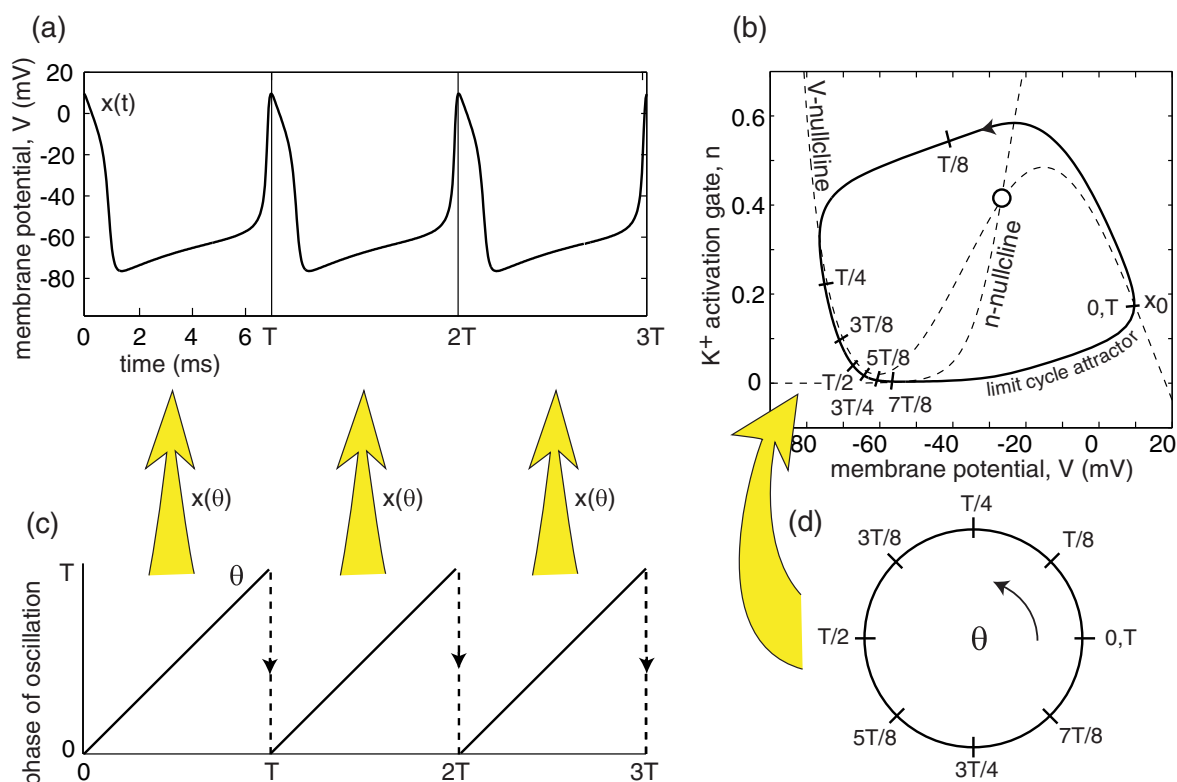 (a)
membrane potential, V (mV)
20
0
-20
-40
-60
-80
x(t)
0 2 4 6 T 2T 3T
time (ms)
(b)
K+ activation gate, n
0.6
0.4
0.2
0
V-nullcline
n-nullcline
T/8
T/4
3T/8
T/2
5T/8
3T/4
7T/8
0,T
x0
limit cycle attractor
80 -60 -40 -20 0 20
membrane potential, V (mV)
x(θ) x(θ) x(θ)
(c)
phase of oscillation
T
0
θ
0 T 2T 3T
(d)
T/4
3T/8 T/8
T/2 θ 0,T
5T/8 7T/8
3T/4